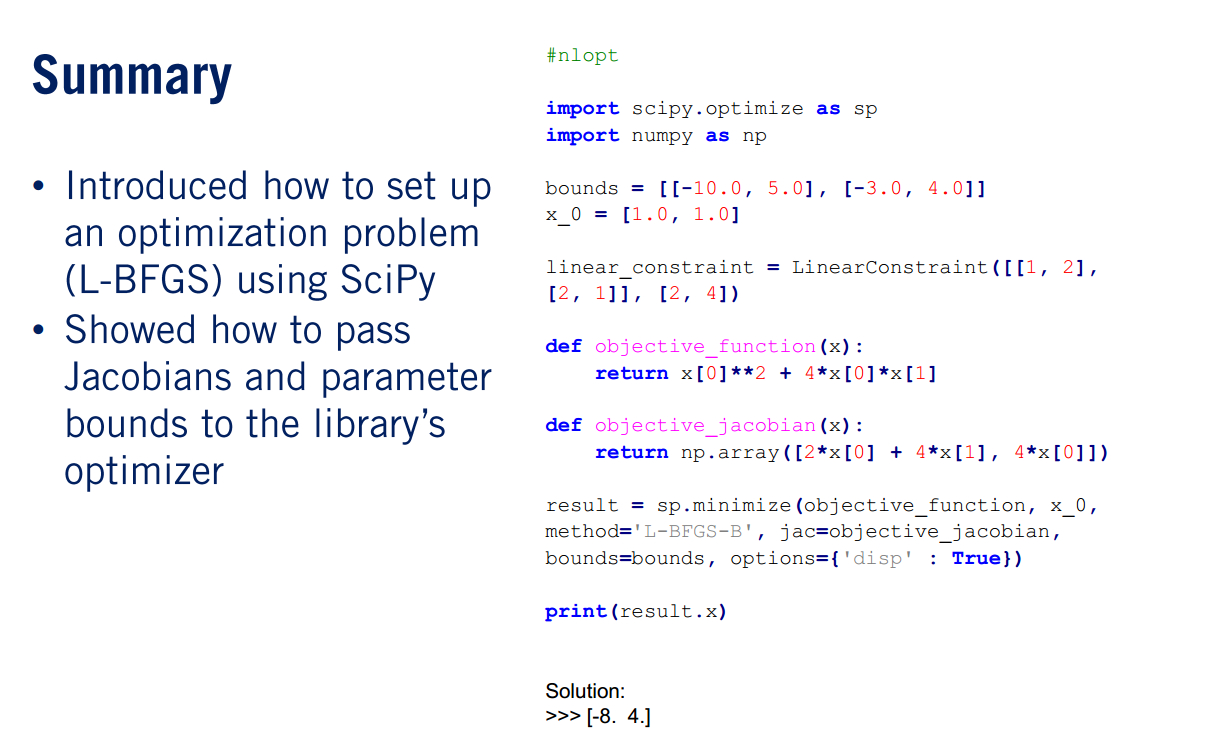 Summary
• Introduced how to set up
an optimization problem
(L-BFGS) using SciPy
• Showed how to pass
Jacobians and parameter
bounds to the library’s
optimizer
#nlopt
import scipy.optimize as sp
import numpy as np
bounds = [[-10.0, 5.0], [-3.0, 4.0]]
x_0 = [1.0, 1.0]
linear_constraint = LinearConstraint([[1, 2],
[2, 1]], [2, 4])
def objective_function(x):
    return x[0]**2 + 4*x[0]*x[1]
def objective_jacobian(x):
    return np.array([2*x[0] + 4*x[1], 4*x[0]])
result = sp.minimize(objective_function, x_0,
method='L-BFGS-B', jac=objective_jacobian,
bounds=bounds, options={'disp' : True})
print(result.x)
Solution:
>>> [-8.  4.]